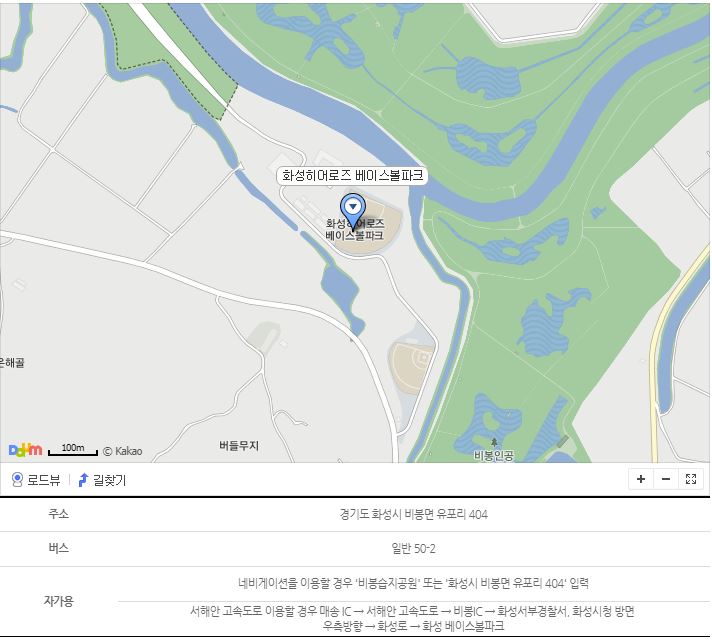 화성히어로즈 베이스볼파크
화성히어로즈
베이스볼파크
은해골
버들무지
비봉인공
Daum
100m
© Kakao
로드뷰
길찾기
주소
경기도 화성시 비봉면 유포리 404
버스
일반 50-2
자가용
네비게이션을 이용할 경우 '비봉습지공원' 또는 '화성시 비봉면 유포리 404' 입력
서해안 고속도로 이용할 경우 매송 IC → 서해안 고속도로 → 비봉IC → 화성서부경찰서, 화성시청 방면
우측방향 → 화성로 → 화성 베이스볼파크